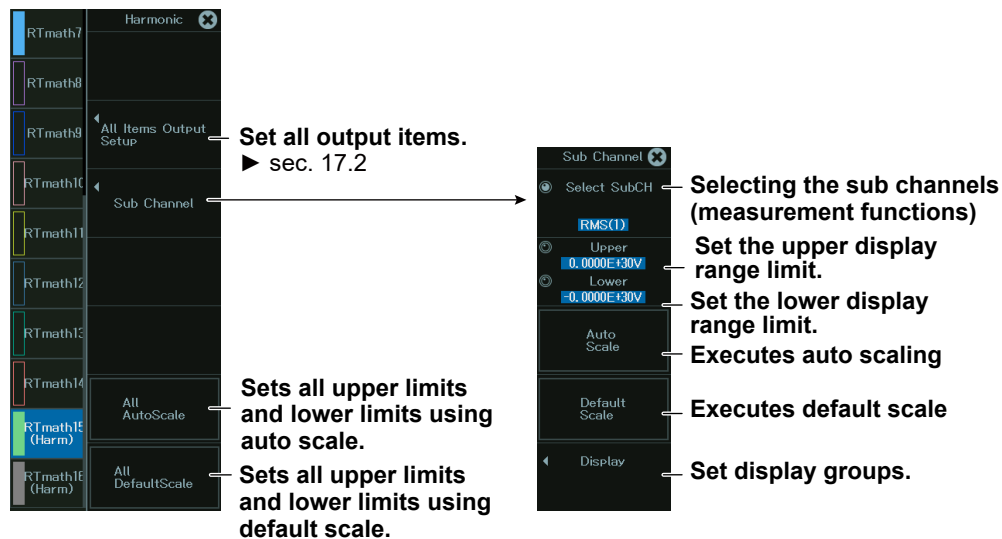 RTmath7
RTmath8
RTmath9
RTmath10
RTmath11
RTmath12
RTmath13
RTmath14
RTmath15
(Harm)
RTmath16
(Harm)
Harmonic
All Items Output
Setup
Sub Channel
All
AutoScale
All
DefaultScale
Set all output items.
► sec. 17.2
Sets all upper limits
and lower limits using
auto scale.
Sets all upper limits
and lower limits using
default scale.
Sub Channel
Select SubCH
RMS(1)
Upper
0.0000E+30V
Lower
-0.0000E+30V
Auto
Scale
Default
Scale
Display
Selecting the sub channels
(measurement functions)
Set the upper display
range limit.
Set the lower display
range limit.
Executes auto scaling
Executes default scale
Set display groups.